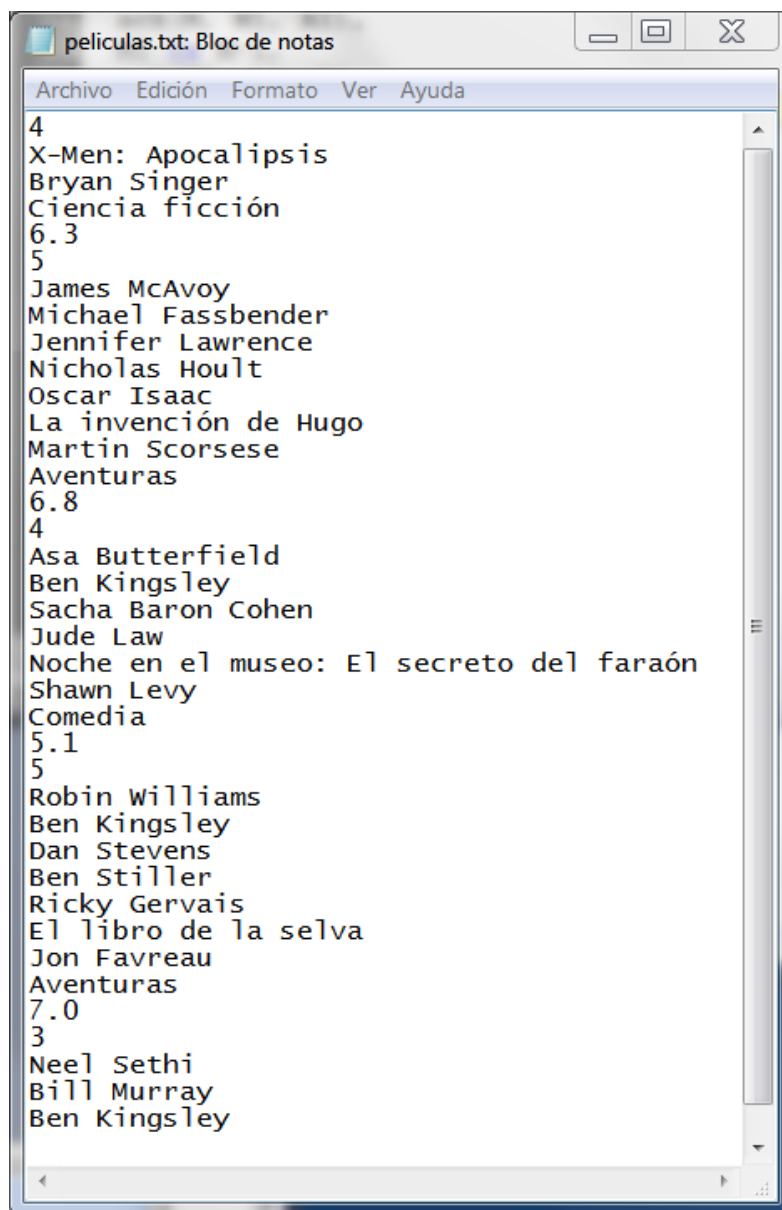 peliculas.txt: Bloc de notas
Archivo Edición Formato Ver Ayuda
4
X-Men: Apocalipsis
Bryan Singer
Ciencia ficción
6.3
5
James McAvoy
Michael Fassbender
Jennifer Lawrence
Nicholas Hoult
Oscar Isaac
La invención de Hugo
Martin Scorsese
Aventuras
6.8
4
Asa Butterfield
Ben Kingsley
Sacha Baron Cohen
Jude Law
Noche en el museo: El secreto del faraón
Shawn Levy
Comedia
5.1
5
Robin Williams
Ben Kingsley
Dan Stevens
Ben Stiller
Ricky Gervais
El libro de la selva
Jon Favreau
Aventuras
7.0
3
Neel Sethi
Bill Murray
Ben Kingsley